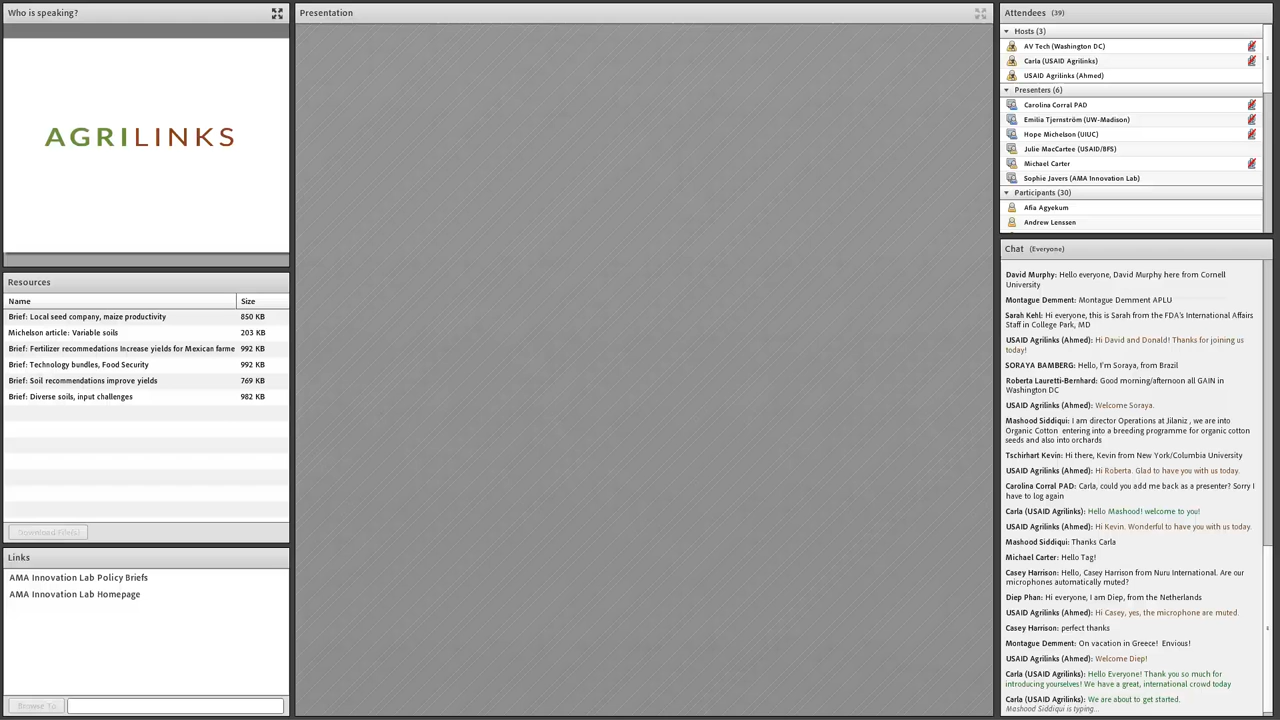 Who is speaking?
AGRILINKS
Resources
Name Size
Brief: Local seed company, maize productivity 850 KB
Michelson article: Variable soils 203 KB
Brief: Fertilizer recommedations Increase yields for Mexican farme 992 KB
Brief: Technology bundles, Food Security 992 KB
Brief: Soil recommendations improve yields 769 KB
Brief: Diverse soils, input challenges 982 KB
Download File(s)
Links
AMA Innovation Lab Policy Briefs
AMA Innovation Lab Homepage
Browse To
Presentation
Attendees (39)
Hosts (3)
AV Tech (Washington DC)
Carla (USAID Agrilinks)
USAID Agrilinks (Ahmed)
Presenters (6)
Carolina Corral PAD
Emilia Tjernström (UW-Madison)
Hope Michelson (UIUC)
Julie MacCartee (USAID/BFS)
Michael Carter
Sophie Javers (AMA Innovation Lab)
Participants (30)
Afia Agyekum
Andrew Lenssen
Chat (Everyone)
David Murphy: Hello everyone, David Murphy here from Cornell
University
Montague Demment: Montague Demment APLU
Sarah Kehl: Hi everyone, this is Sarah from the FDA's International Affairs
Staff in College Park, MD
USAID Agrilinks (Ahmed): Hi David and Donald! Thanks for joining us
today!
SORAYA BAMBERG: Hello, I'm Soraya, from Brazil
Roberta Lauretti-Bernhard: Good morning/afternoon all GAIN in
Washington DC
USAID Agrilinks (Ahmed): Welcome Soraya.
Mashood Siddiqui: I am director Operations at Jilaniz , we are into
Organic Cotton entering into a breeding programme for organic cotton
seeds and also into orchards
Tschirhart Kevin: Hi there, Kevin from New York/Columbia University
USAID Agrilinks (Ahmed): Hi Roberta. Glad to have you with us today.
Carolina Corral PAD: Carla, could you add me back as a presenter? Sorry I
have to log again
Carla (USAID Agrilinks): Hello Mashood! welcome to you!
USAID Agrilinks (Ahmed): Hi Kevin. Wonderful to have you with us today.
Mashood Siddiqui: Thanks Carla
Michael Carter: Hello Tag!
Casey Harrison: Hello, Casey Harrison from Nuru International. Are our
microphones automatically muted?
Diep Phan: Hi everyone, I am Diep, from the Netherlands
USAID Agrilinks (Ahmed): Hi Casey, yes, the microphone are muted.
Casey Harrison: perfect thanks
Montague Demment: On vacation in Greece! Envious!
USAID Agrilinks (Ahmed): Welcome Diep!
Carla (USAID Agrilinks): Hello Everyone! Thank you so much for
introducing yourselves! We have a great, international crowd today
Carla (USAID Agrilinks): We are about to get started.
Mashood Siddiqui is typing...